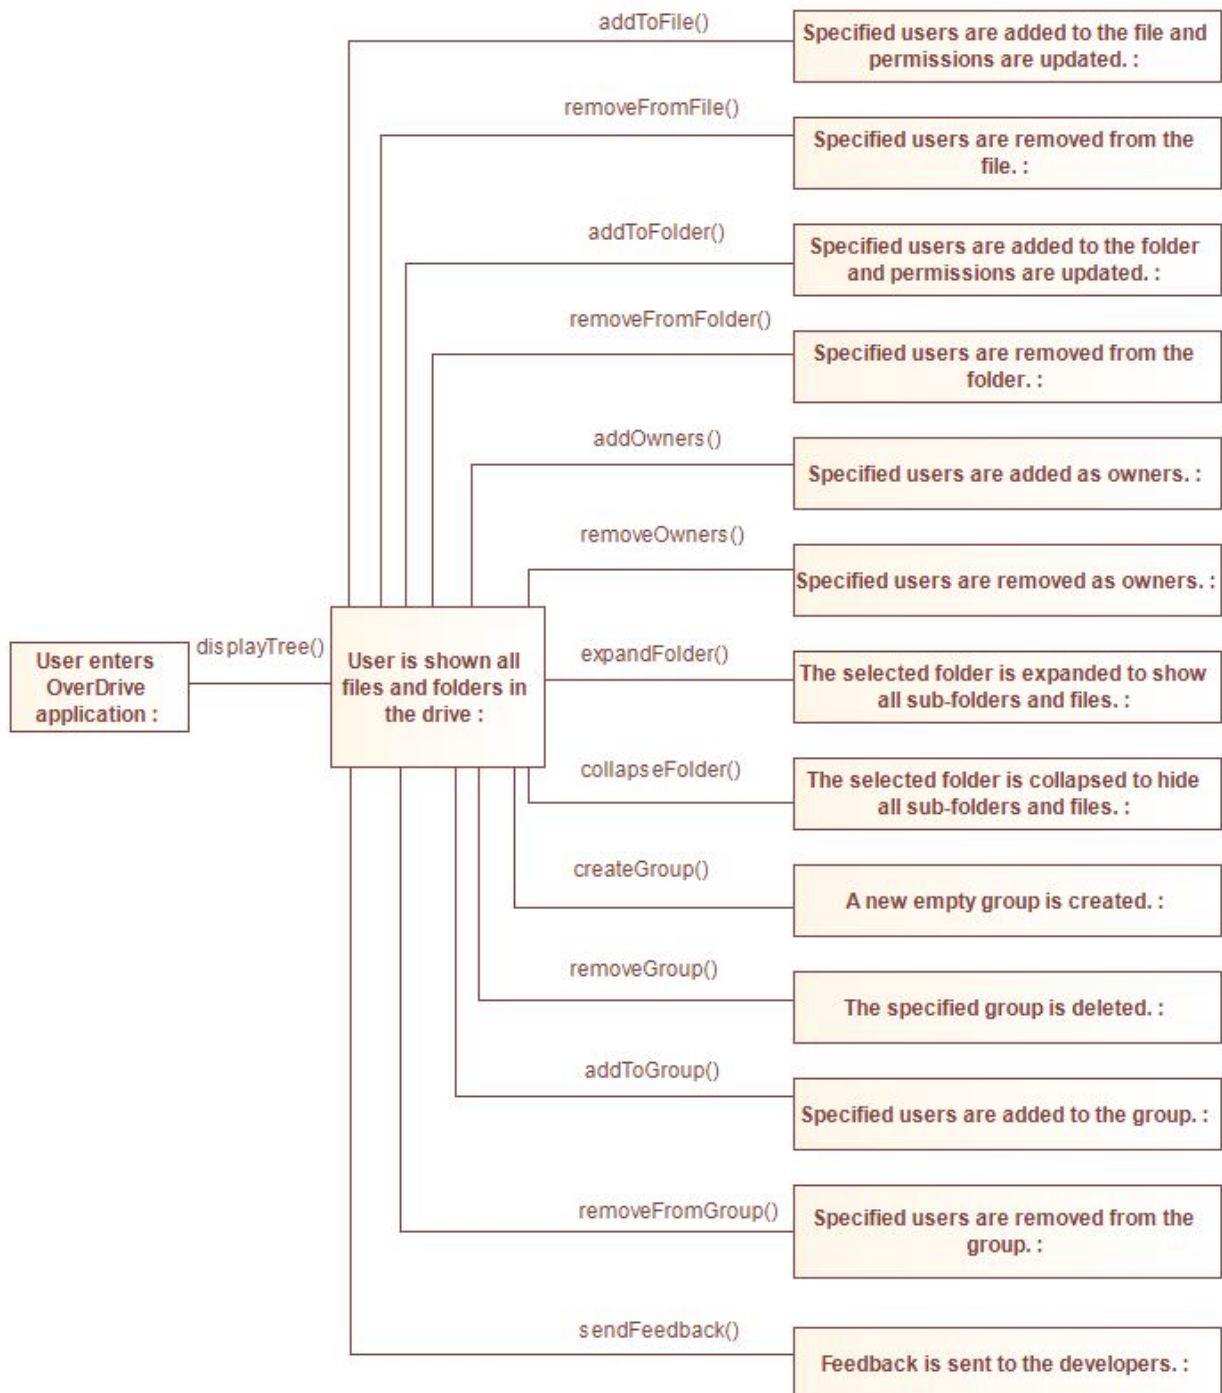 addToFile()
Specified users are added to the file and
permissions are updated. :
removeFromFile()
Specified users are removed from the
file. :
addToFolder()
Specified users are added to the folder
and permissions are updated. :
removeFromFolder()
Specified users are removed from the
folder. :
addOwners()
Specified users are added as owners. :
removeOwners()
Specified users are removed as owners. :
User enters
OverDrive
application :
displayTree()
User is shown all
files and folders in
the drive :
expandFolder()
The selected folder is expanded to show
all sub-folders and files. :
collapseFolder()
The selected folder is collapsed to hide
all sub-folders and files. :
createGroup()
A new empty group is created. :
removeGroup()
The specified group is deleted. :
addToGroup()
Specified users are added to the group. :
removeFromGroup()
Specified users are removed from the
group. :
sendFeedback()
Feedback is sent to the developers. :